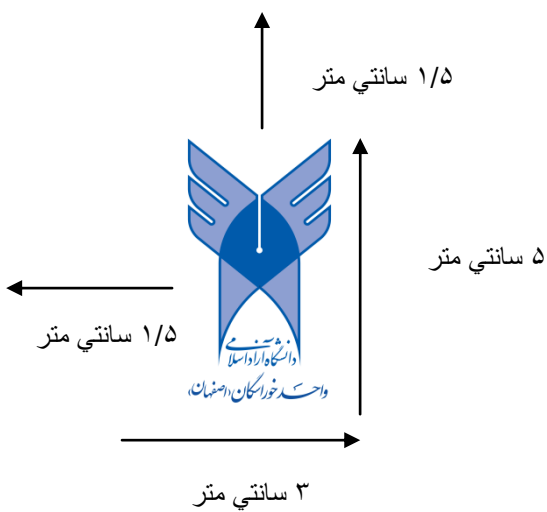 ۱/۵ سانتي متر
۵ سانتي متر
۱/۵ سانتي متر
دانشگاه آزاد اسلامی
واحد خوراسگان (اصفهان)
۳ سانتي متر